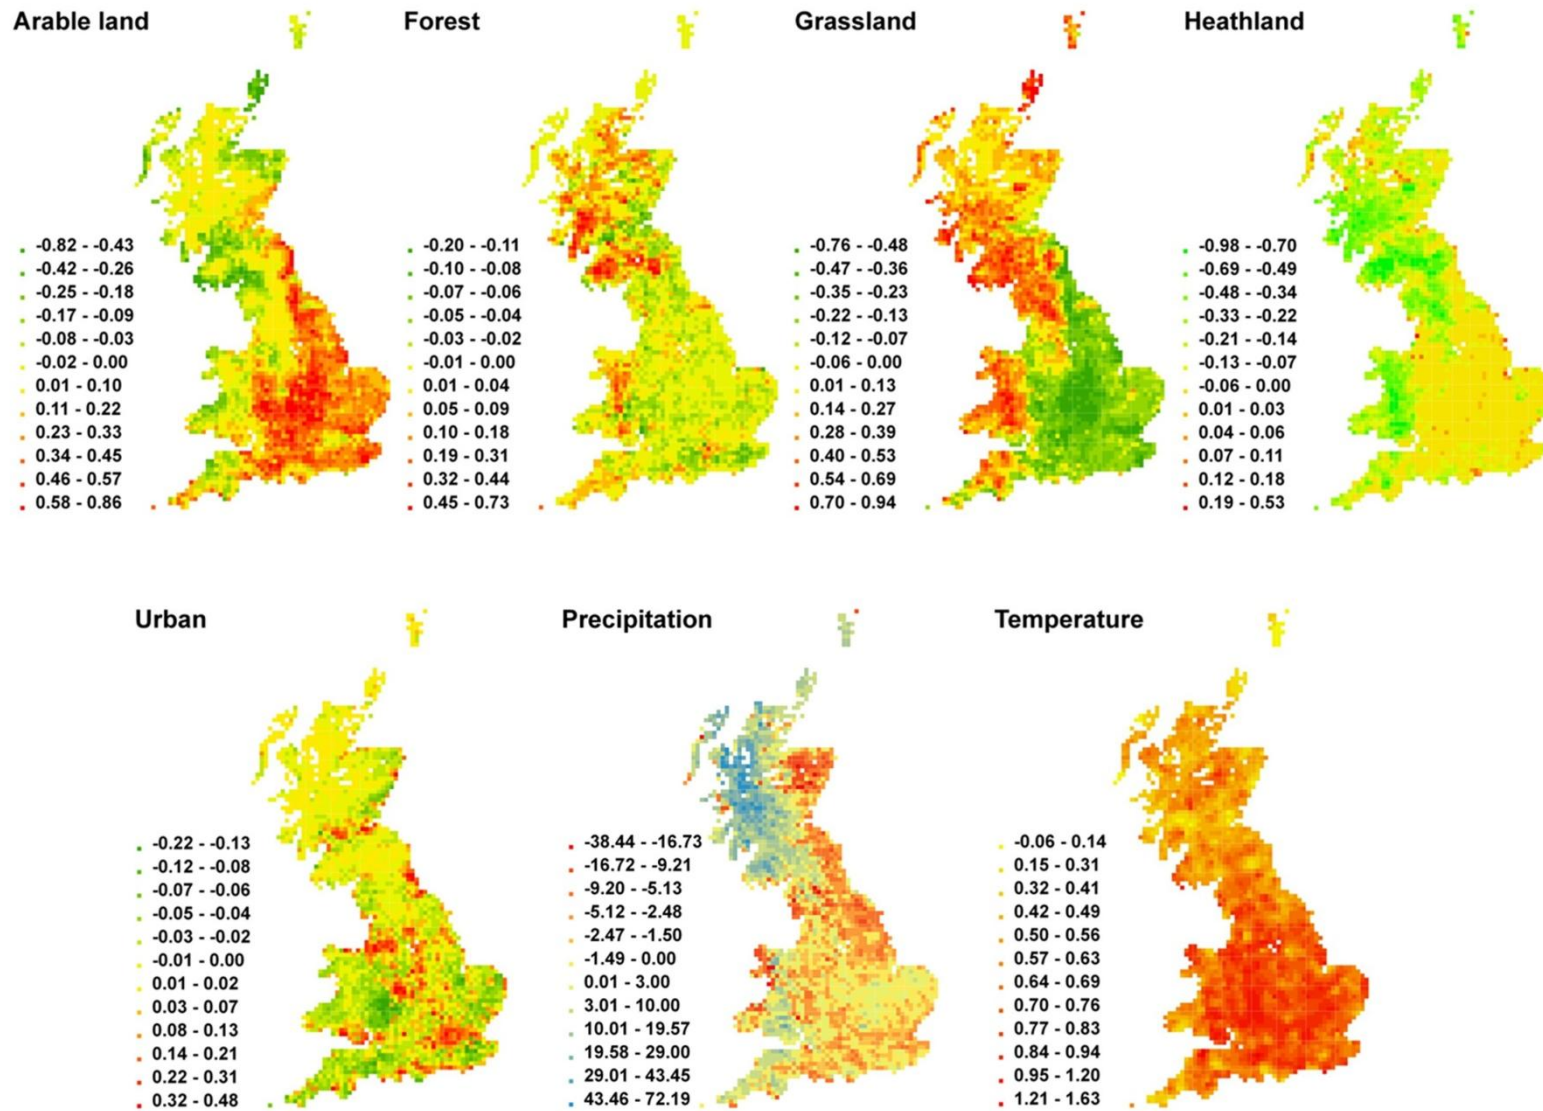 Arable land
-0.82 - -0.43
-0.42 - -0.26
-0.25 - -0.18
-0.17 - -0.09
-0.08 - -0.03
-0.02 - 0.00
0.01 - 0.10
0.11 - 0.22
0.23 - 0.33
0.34 - 0.45
0.46 - 0.57
0.58 - 0.86
Forest
-0.20 - -0.11
-0.10 - -0.08
-0.07 - -0.06
-0.05 - -0.04
-0.03 - -0.02
-0.01 - 0.00
0.01 - 0.04
0.05 - 0.09
0.10 - 0.18
0.19 - 0.31
0.32 - 0.44
0.45 - 0.73
Grassland
-0.76 - -0.48
-0.47 - -0.36
-0.35 - -0.23
-0.22 - -0.13
-0.12 - -0.07
-0.06 - 0.00
0.01 - 0.13
0.14 - 0.27
0.28 - 0.39
0.40 - 0.53
0.54 - 0.69
0.70 - 0.94
Heathland
-0.98 - -0.70
-0.69 - -0.49
-0.48 - -0.34
-0.33 - -0.22
-0.21 - -0.14
-0.13 - -0.07
-0.06 - 0.00
0.01 - 0.03
0.04 - 0.06
0.07 - 0.11
0.12 - 0.18
0.19 - 0.53
Urban
-0.22 - -0.13
-0.12 - -0.08
-0.07 - -0.06
-0.05 - -0.04
-0.03 - -0.02
-0.01 - 0.00
0.01 - 0.02
0.03 - 0.07
0.08 - 0.13
0.14 - 0.21
0.22 - 0.31
0.32 - 0.48
Precipitation
-38.44 - -16.73
-16.72 - -9.21
-9.20 - -5.13
-5.12 - -2.48
-2.47 - -1.50
-1.49 - 0.00
0.01 - 3.00
3.01 - 10.00
10.01 - 19.57
19.58 - 29.00
29.01 - 43.45
43.46 - 72.19
Temperature
-0.06 - 0.14
0.15 - 0.31
0.32 - 0.41
0.42 - 0.49
0.50 - 0.56
0.57 - 0.63
0.64 - 0.69
0.70 - 0.76
0.77 - 0.83
0.84 - 0.94
0.95 - 1.20
1.21 - 1.63